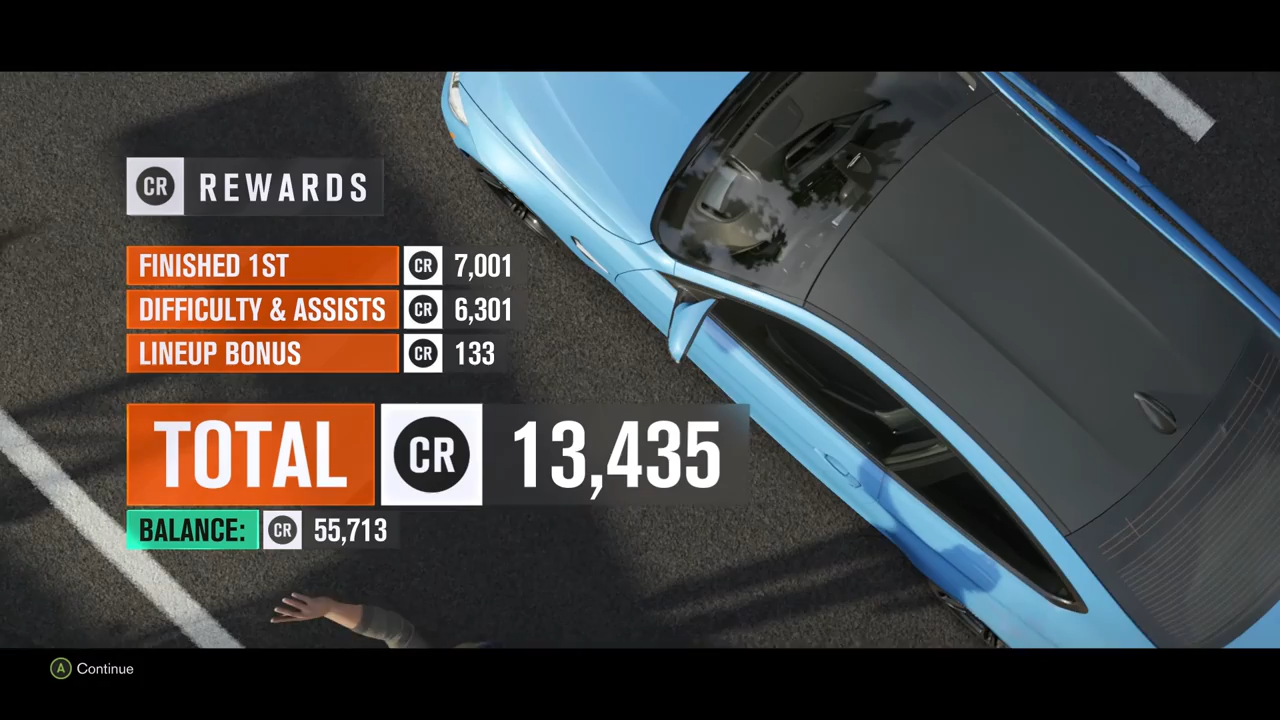 CR REWARDS
FINISHED 1ST CR 7,001
DIFFICULTY & ASSISTS CR 6,301
LINEUP BONUS CR 133
TOTAL CR 13,435
BALANCE: CR 55,713
A Continue